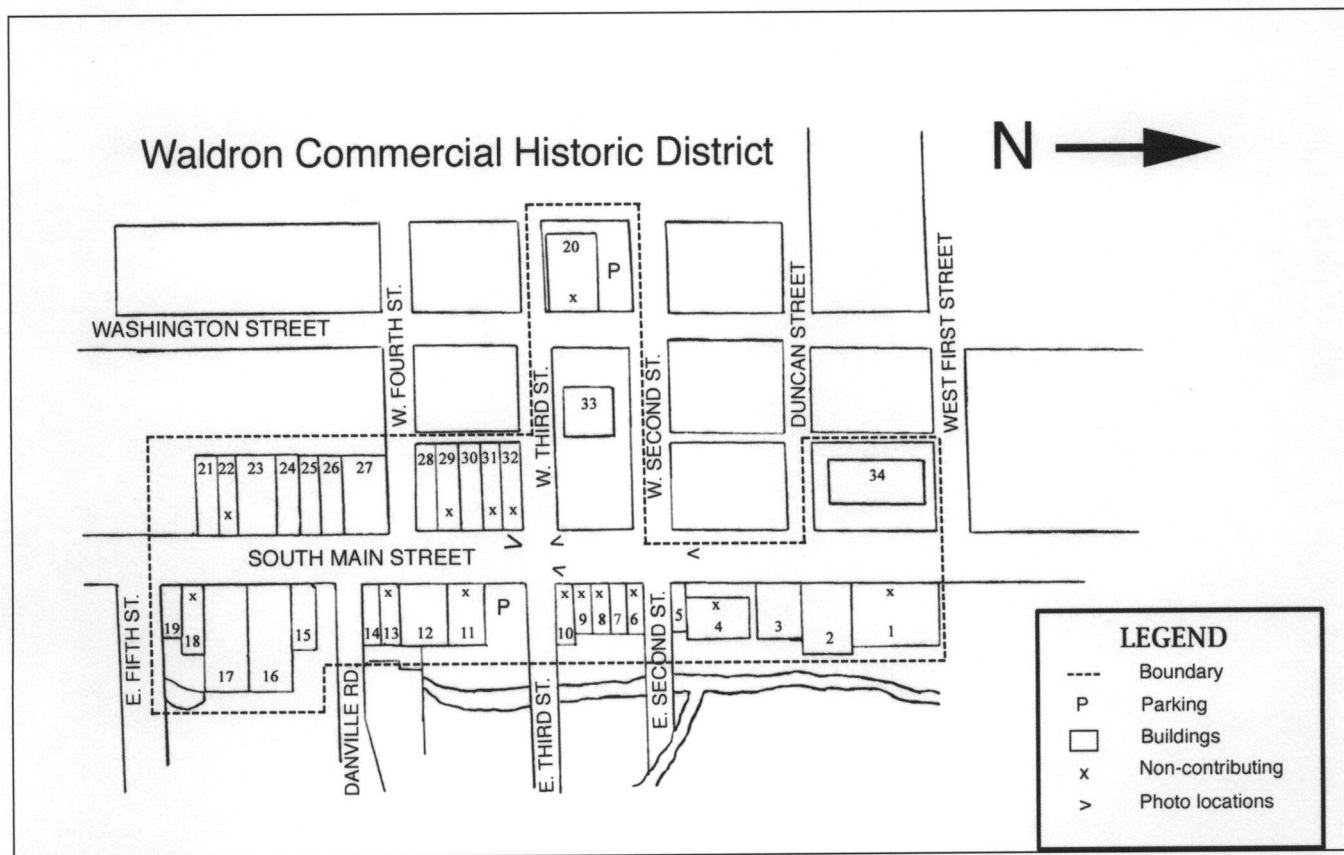 Waldron Commercial Historic District
N
20
P
x
WASHINGTON STREET
W. FOURTH ST.
W. THIRD ST.
W. SECOND ST.
DUNCAN STREET
WEST FIRST STREET
33
34
21 22 23 24 25 26 27
x
28 29 30 31 32
x x x
SOUTH MAIN STREET
E. FIFTH ST.
19
x
18
17
16
15
DANVILLE RD
14
x
13
12
x
11
P
E. THIRD ST.
x
10
x
9
x
8
7
x
6
E. SECOND ST.
5
x
4
3
2
x
1
LEGEND
Boundary
P Parking
Buildings
x Non-contributing
> Photo locations